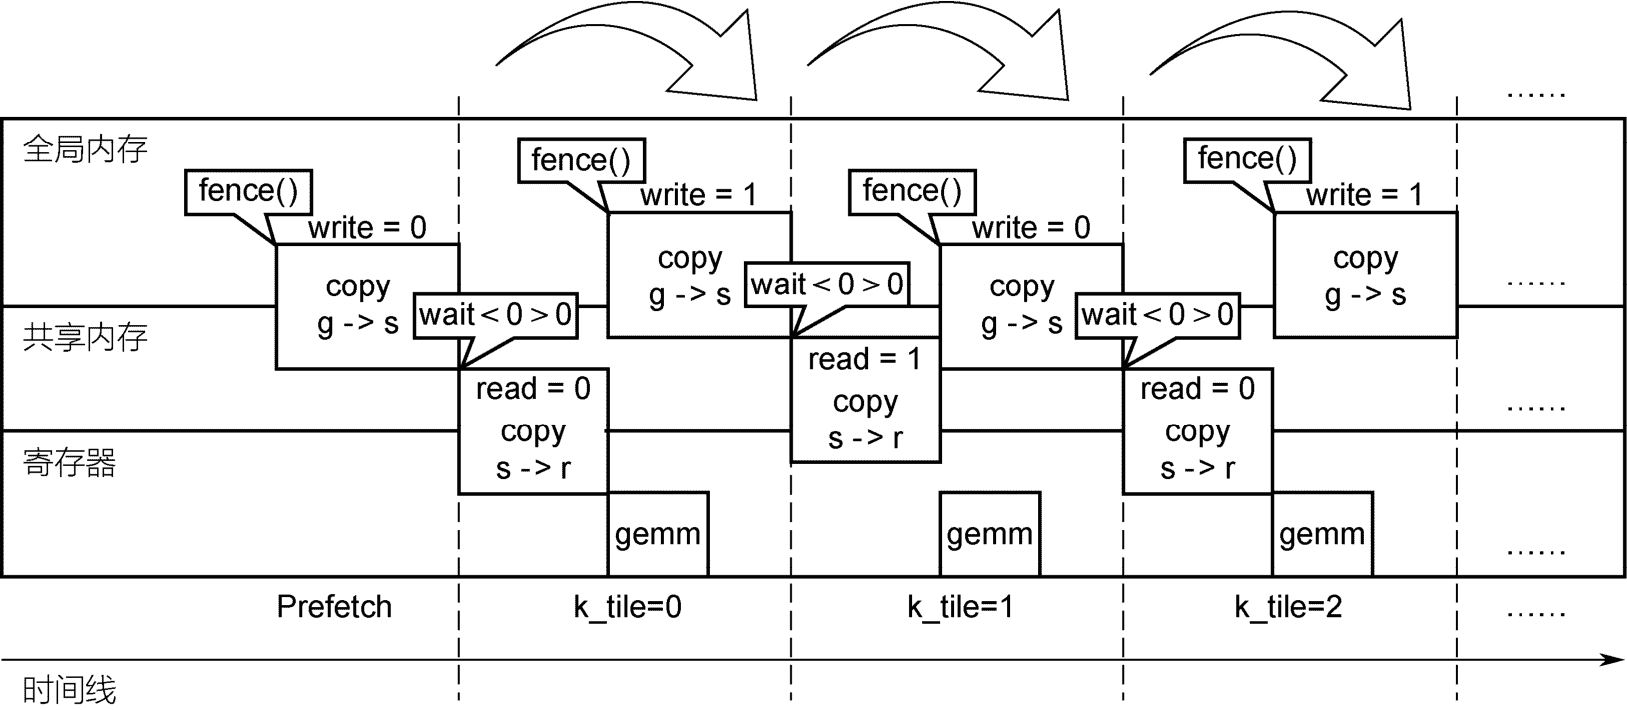 ……
全局内存
fence()
write = 0
copy
g -> s
fence()
write = 1
copy
g -> s
fence()
write = 0
copy
g -> s
fence()
write = 1
copy
g -> s
……
wait<0>0
wait<0>0
wait<0>0
共享内存
read = 0
copy
s -> r
read = 1
copy
s -> r
read = 0
copy
s -> r
……
寄存器
gemm
gemm
gemm
……
Prefetch
k_tile=0
k_tile=1
k_tile=2
……
时间线